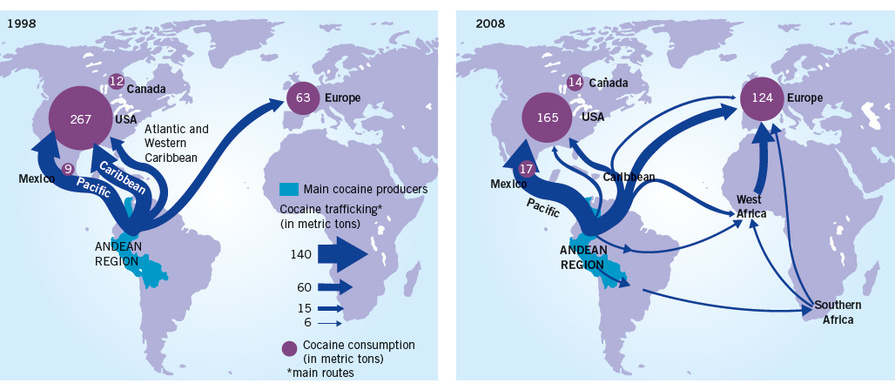 1998
12
Canada
267
USA
63
Europe
Atlantic and
Western
Caribbean
9
Mexico
Pacific
Caribbean
ANDEAN
REGION
Main cocaine producers
Cocaine trafficking*
(in metric tons)
140
60
15
6
Cocaine consumption
(in metric tons)
*main routes
2008
14
Canada
165
USA
124
Europe
17
Mexico
Caribbean
Pacific
West
Africa
ANDEAN
REGION
Southern
Africa